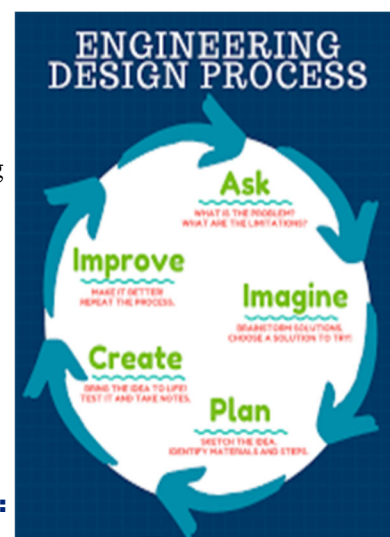 ENGINEERING
DESIGN PROCESS
Ask
WHAT IS THE PROBLEM?
WHAT ARE THE LIMITATIONS?
Imagine
BRAINSTORM SOLUTIONS.
CHOOSE A SOLUTION TO TRY!
Plan
SKETCH THE IDEA.
IDENTIFY MATERIALS AND STEPS.
Create
BRING THE IDEA TO LIFE!
TEST IT AND TAKE NOTES.
Improve
MAKE IT BETTER!
REPEAT THE PROCESS.
g